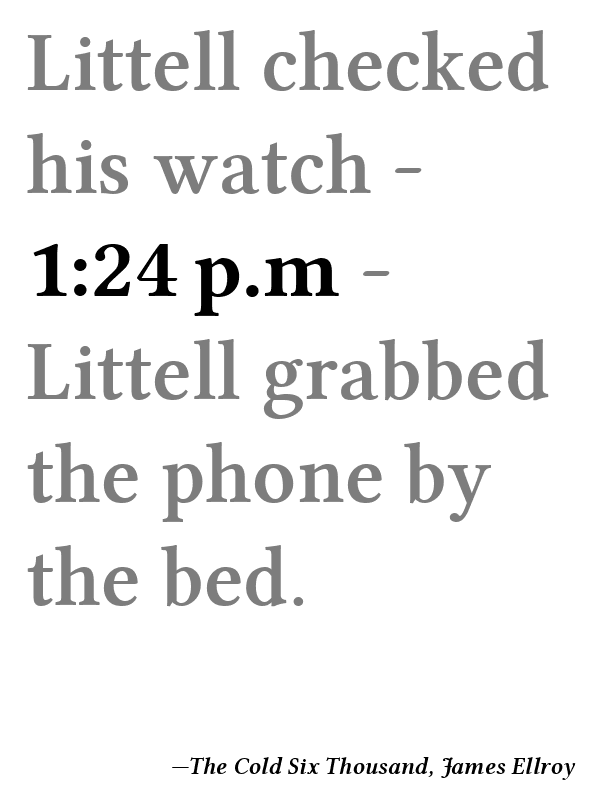 Littell checked
his watch -
1:24 p.m -
Littell grabbed
the phone by
the bed.
—The Cold Six Thousand, James Ellroy